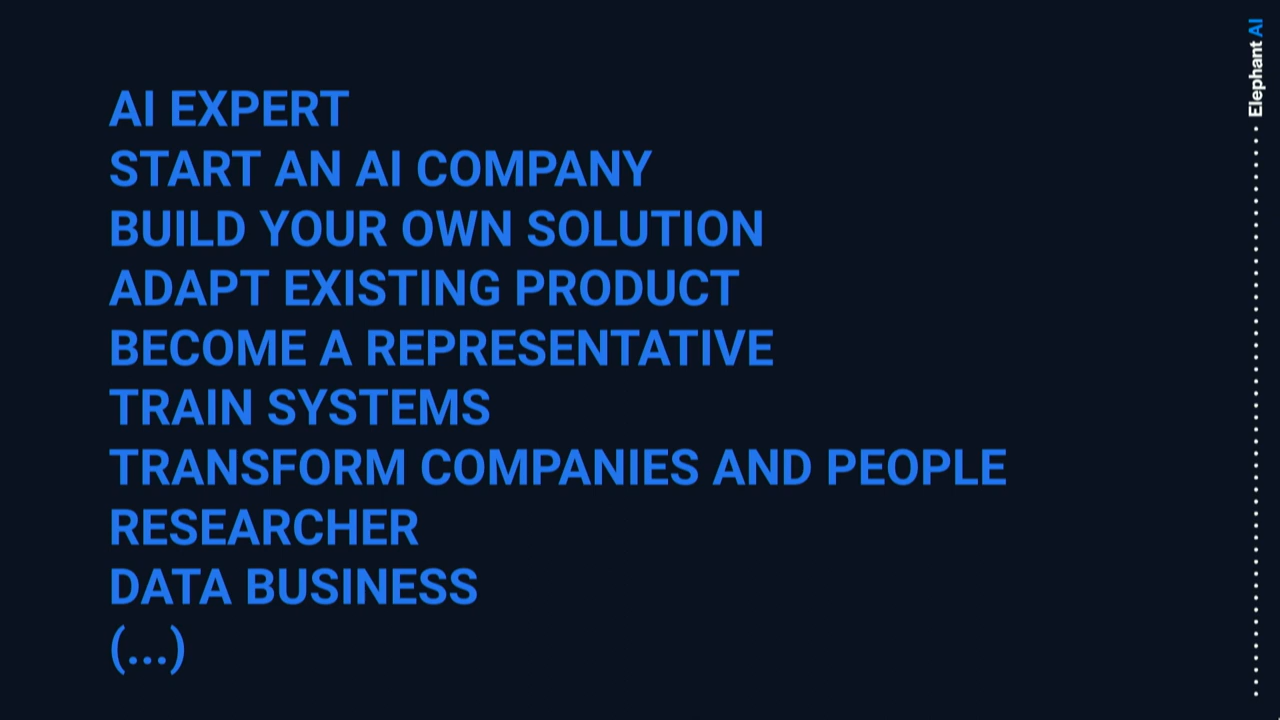 AI EXPERT
START AN AI COMPANY
BUILD YOUR OWN SOLUTION
ADAPT EXISTING PRODUCT
BECOME A REPRESENTATIVE
TRAIN SYSTEMS
TRANSFORM COMPANIES AND PEOPLE
RESEARCHER
DATA BUSINESS
(...)
Elephant AI